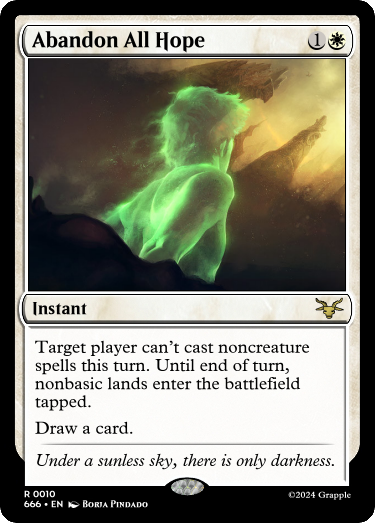 Abandon All Hope 1
Instant
Target player can't cast noncreature
spells this turn. Until end of turn,
nonbasic lands enter the battlefield
tapped.
Draw a card.
Under a sunless sky, there is only darkness.
R 0010
666 • EN Borja Pindado
©2024 Grapple